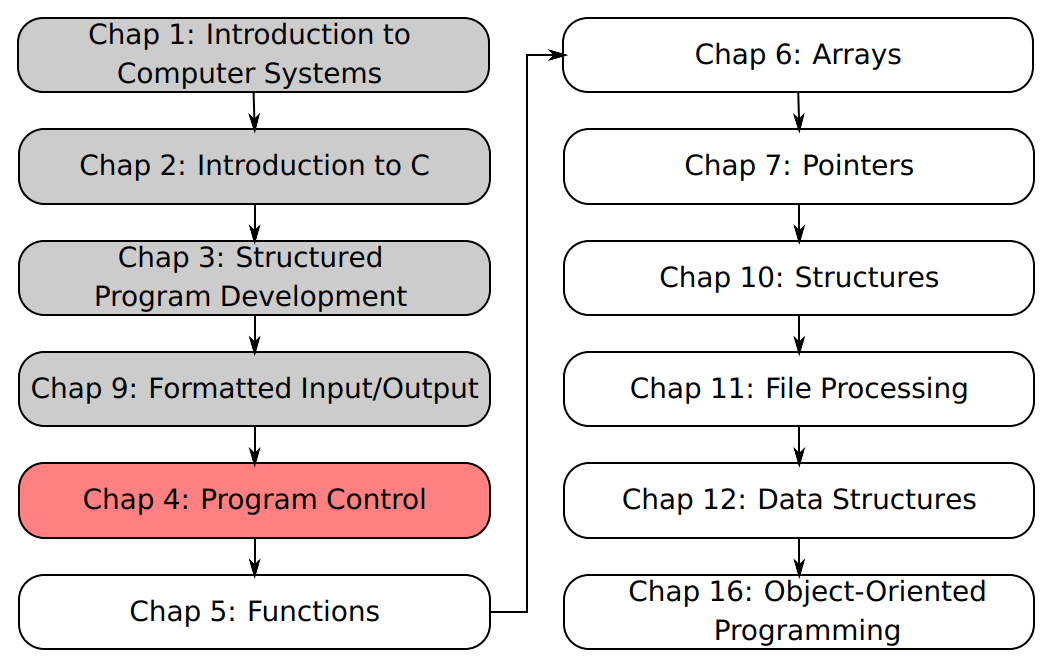 Chap 1: Introduction to
Computer Systems
Chap 2: Introduction to C
Chap 3: Structured
Program Development
Chap 9: Formatted Input/Output
Chap 4: Program Control
Chap 5: Functions
Chap 6: Arrays
Chap 7: Pointers
Chap 10: Structures
Chap 11: File Processing
Chap 12: Data Structures
Chap 16: Object-Oriented
Programming